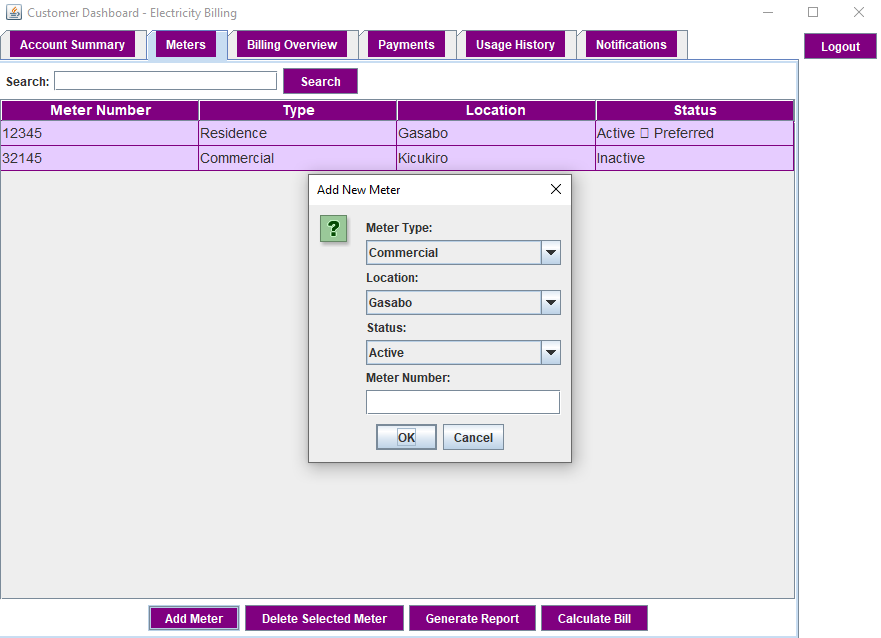 Customer Dashboard - Electricity Billing
Account Summary Meters Billing Overview Payments Usage History Notifications Logout
Search: Search
Meter Number Type Location Status
12345 Residence Gasabo Active ▯ Preferred
32145 Commercial Kicukiro Inactive
Add New Meter
?
Meter Type:
Commercial
Location:
Gasabo
Status:
Active
Meter Number:
OK Cancel
Add Meter Delete Selected Meter Generate Report Calculate Bill